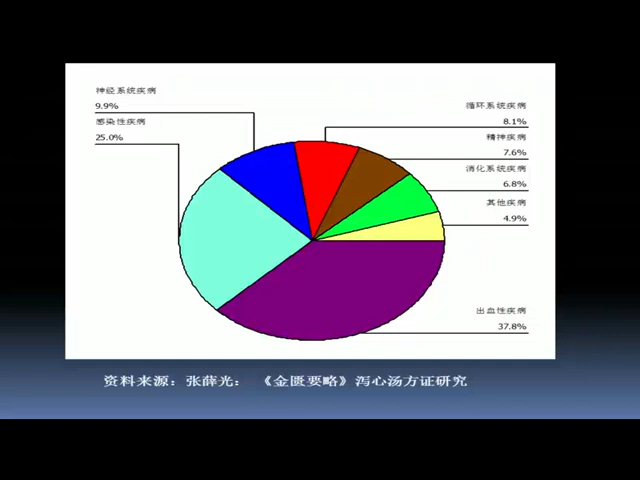 神经系统疾病
9.9%
感染性疾病
25.0%
循环系统疾病
8.1%
精神疾病
7.6%
消化系统疾病
6.8%
其他疾病
4.9%
出血性疾病
37.8%
资料来源：张薛光：《金匮要略》泻心汤方证研究